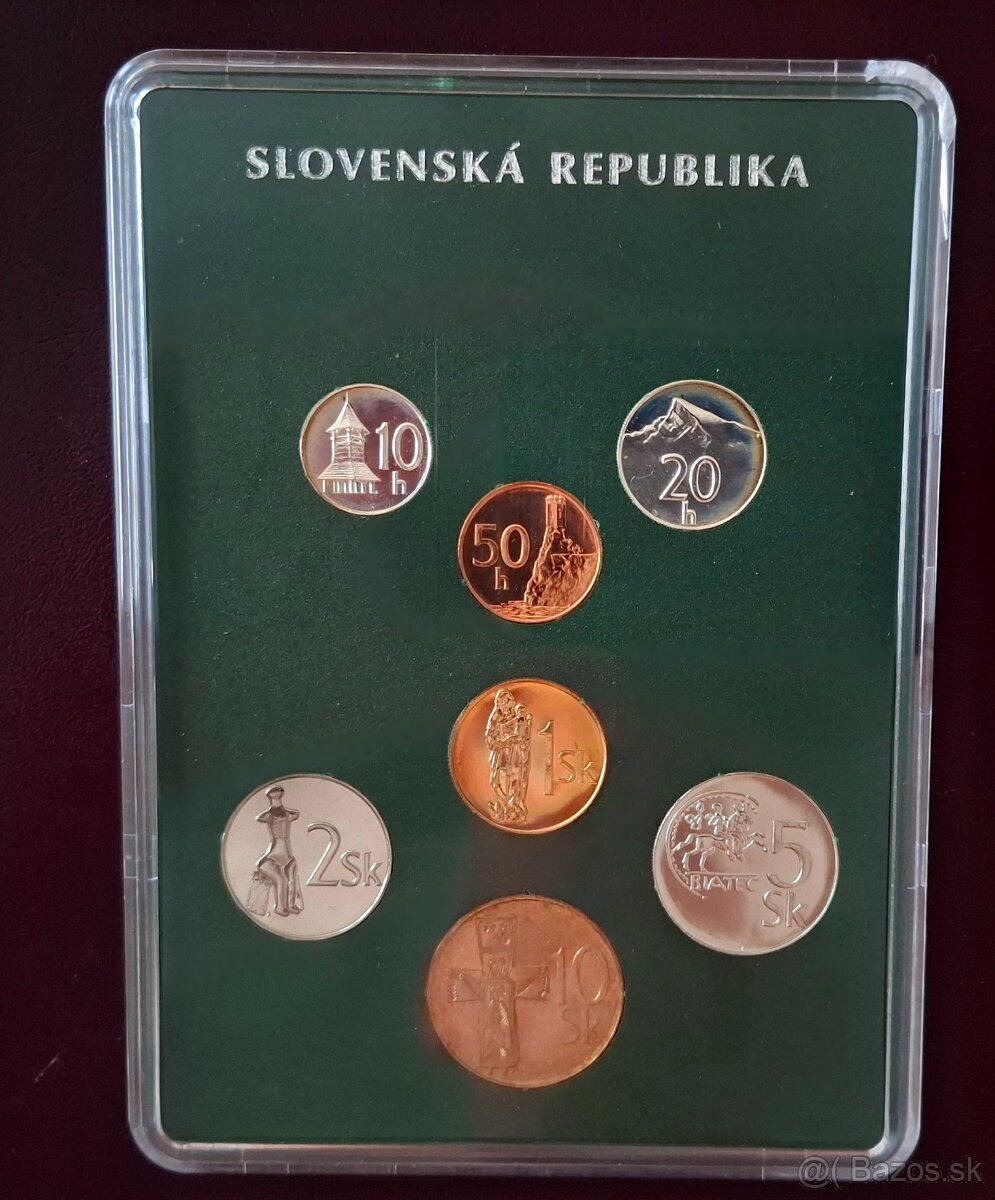 SLOVENSKÁ REPUBLIKA
10
h
20
h
50
h
1Sk
2Sk
5
Sk
BIATEC
10
Sk
@( Bazos.sk